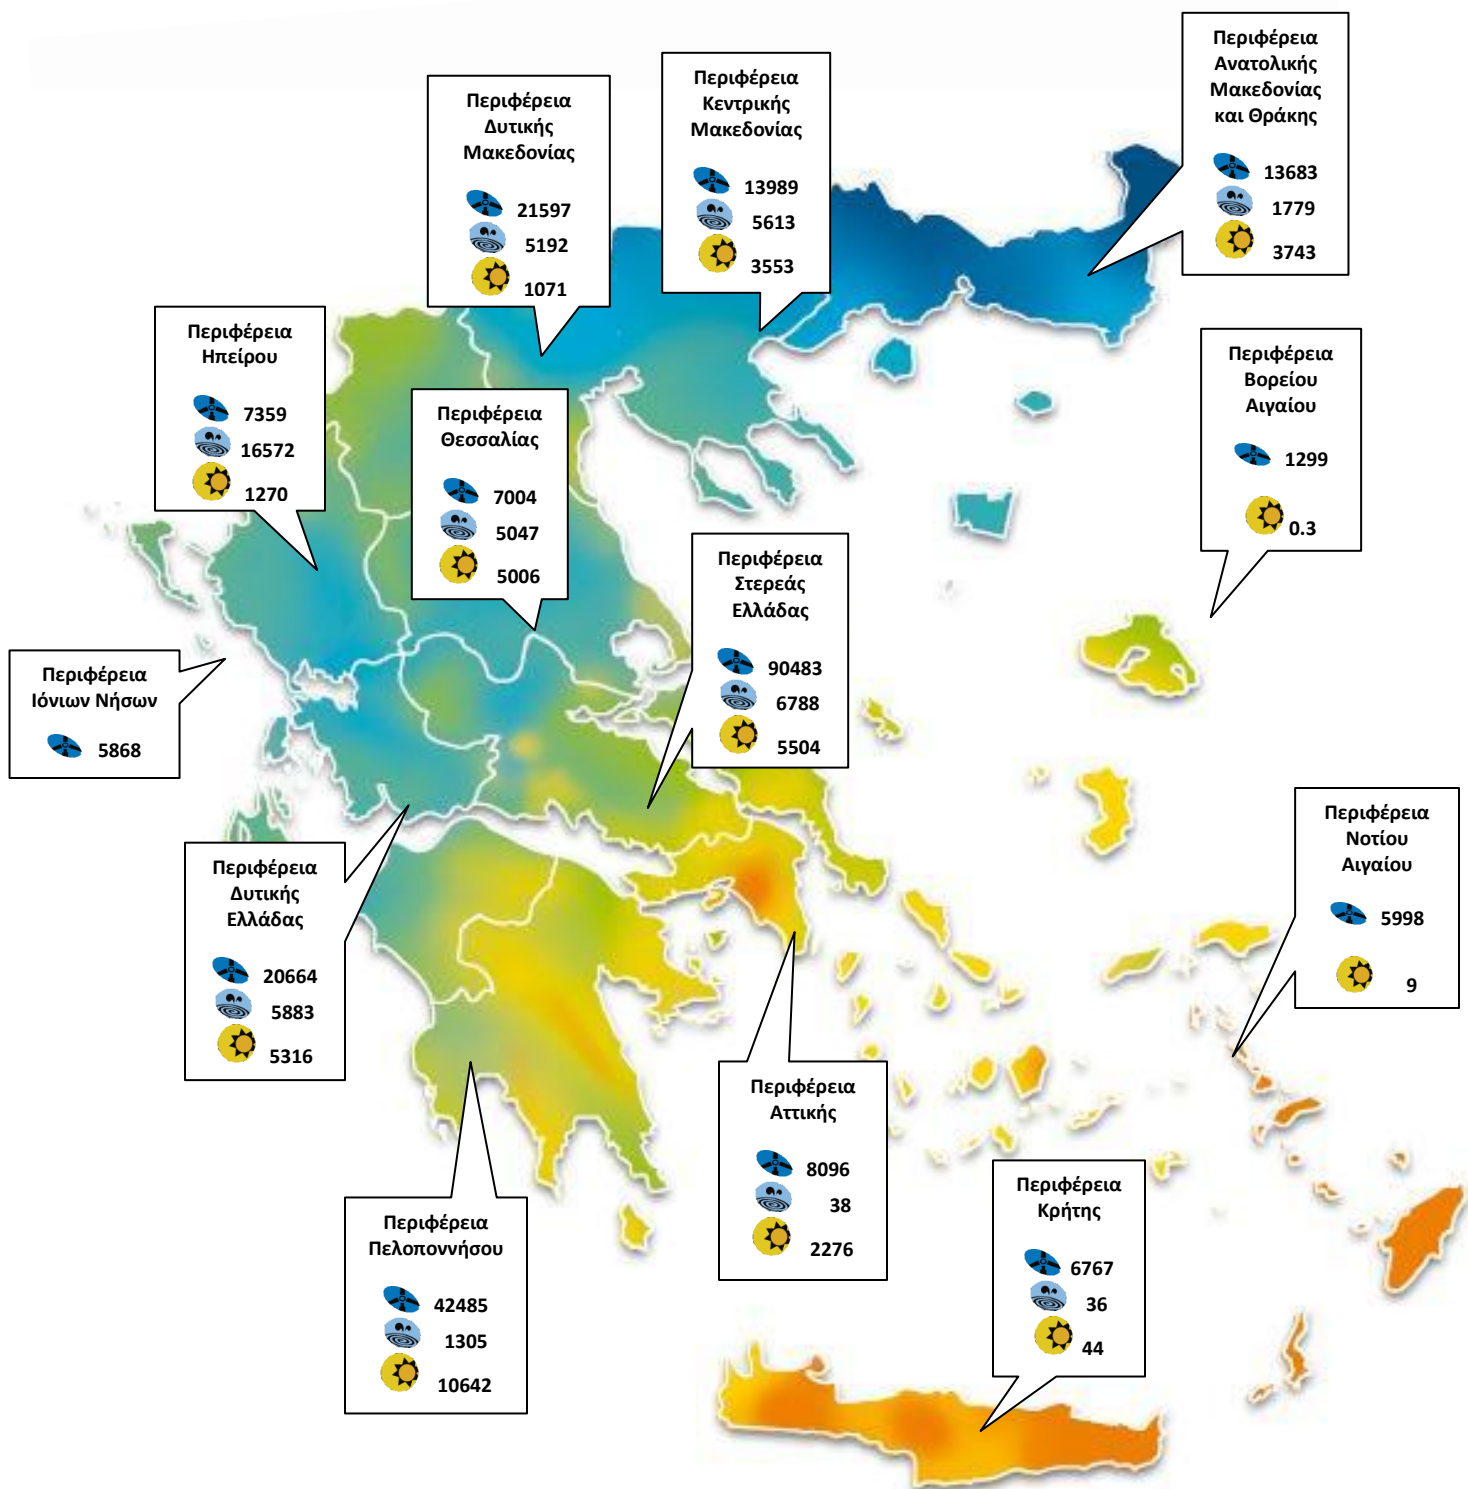 Περιφέρεια
Ανατολικής
Μακεδονίας
και Θράκης
13683
1779
3743
Περιφέρεια
Κεντρικής
Μακεδονίας
13989
5613
3553
Περιφέρεια
Δυτικής
Μακεδονίας
21597
5192
1071
Περιφέρεια
Ηπείρου
7359
16572
1270
Περιφέρεια
Θεσσαλίας
7004
5047
5006
Περιφέρεια
Βορείου
Αιγαίου
1299
0.3
Περιφέρεια
Στερεάς
Ελλάδας
90483
6788
5504
Περιφέρεια
Ιόνιων Νήσων
5868
Περιφέρεια
Νοτίου
Αιγαίου
5998
9
Περιφέρεια
Δυτικής
Ελλάδας
20664
5883
5316
Περιφέρεια
Αττικής
8096
38
2276
Περιφέρεια
Κρήτης
6767
36
44
Περιφέρεια
Πελοποννήσου
42485
1305
10642